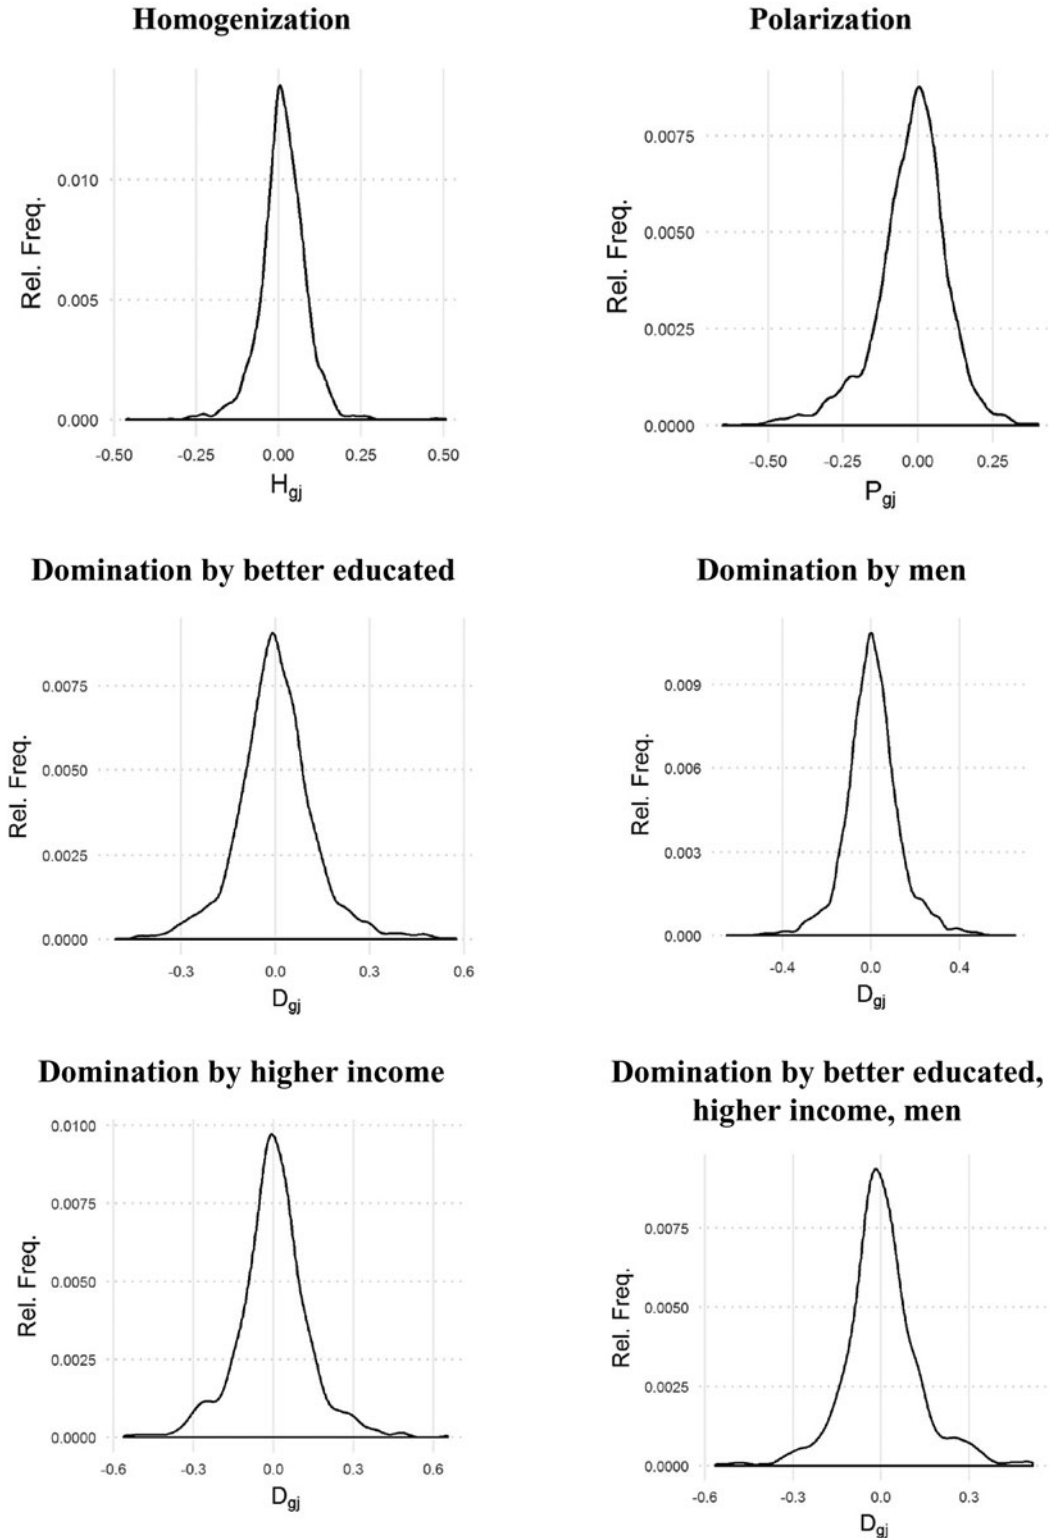 Homogenization
Rel. Freq.
0.010
0.005
0.000
-0.50 -0.25 0.00 0.25 0.50
Hgj
Polarization
Rel. Freq.
0.0075
0.0050
0.0025
0.0000
-0.50 -0.25 0.00 0.25
Pgj
Domination by better educated
Rel. Freq.
0.0075
0.0050
0.0025
0.0000
-0.3 0.0 0.3 0.6
Dgj
Domination by men
Rel. Freq.
0.009
0.006
0.003
0.000
-0.4 0.0 0.4
Dgj
Domination by higher income
Rel. Freq.
0.0100
0.0075
0.0050
0.0025
0.0000
-0.6 -0.3 0.0 0.3 0.6
Dgj
Domination by better educated,
higher income, men
Rel. Freq.
0.0075
0.0050
0.0025
0.0000
-0.6 -0.3 0.0 0.3
Dgj